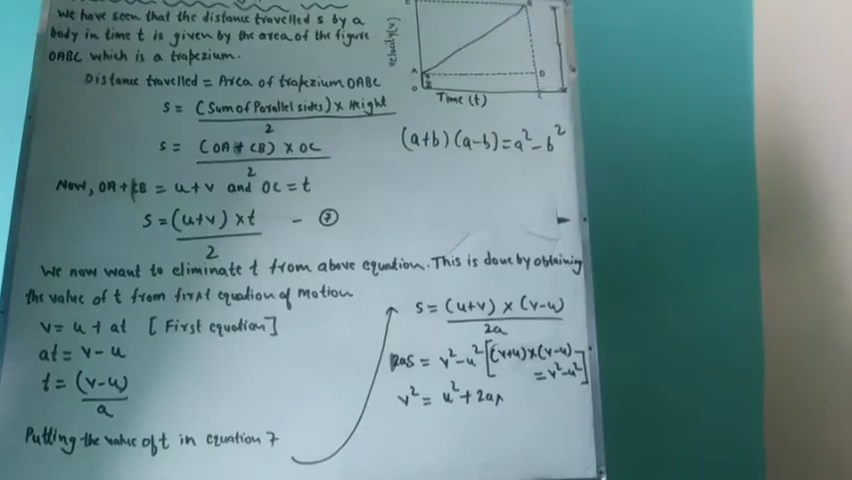 We have seen that the distance travelled s by a
body in time t is given by the area of the figure
OABC which is a trapezium.
Distance travelled = Area of trapezium OABC
s = (Sum of Parallel sides) × Height
2
s = (OA + CB) × OC
2
Now, OA + CB = u + v and OC = t
s = (u+v) × t - 7
2
We now want to eliminate t from above equation. This is done by obtaining
the value of t from first equation of Motion
v = u + at [First equation]
at = v - u
t = (v-u)
a
Putting the value of t in equation 7
velocity(v)
A
B
D
O
C
Time (t)
(a+b) (a-b) = a² - b²
s = (u+v) × (v-u)
2a
2as = v² - u² [(v+u)×(v-u)
= v²-u²]
v² = u² + 2as